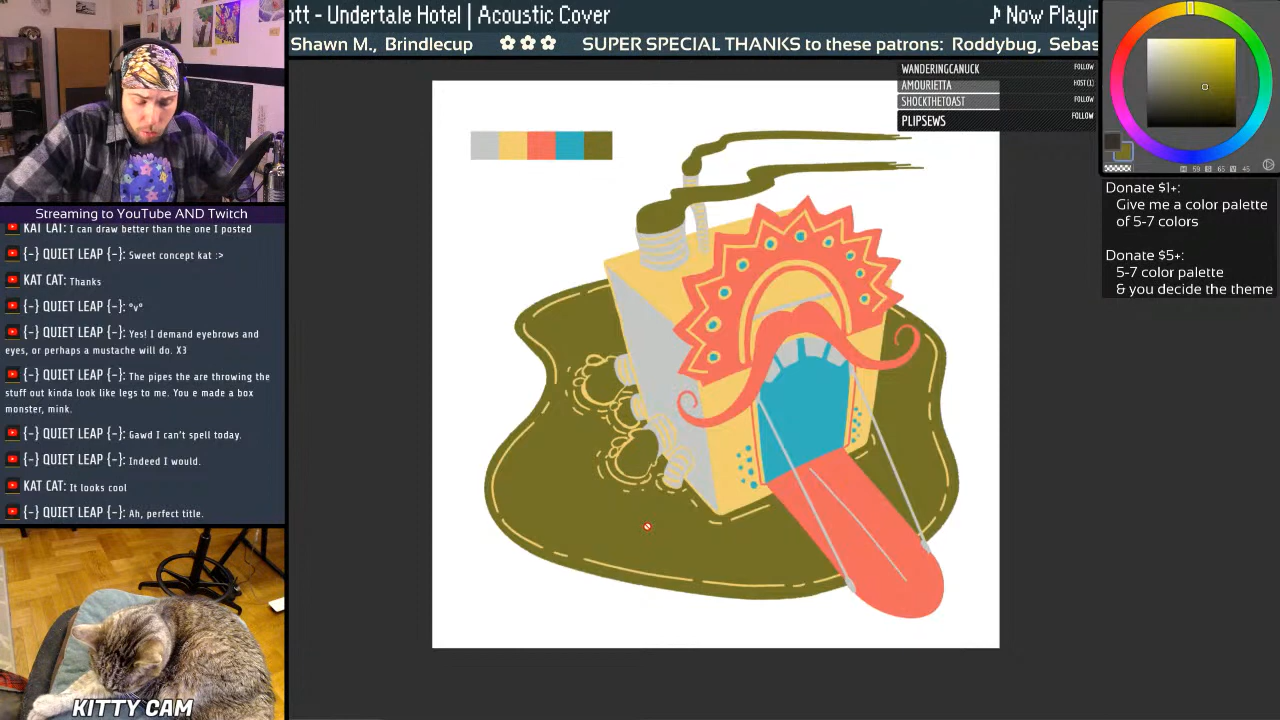 ott - Undertale Hotel | Acoustic Cover
♪ Now Playin
Shawn M., Brindlecup ✿ ✿ ✿ SUPER SPECIAL THANKS to these patrons: Roddybug, Sebas
WANDERINGCANUCK FOLLOW
AMOURIETTA HOST(1)
SHOCKTHETOAST FOLLOW
PLIPSEWS FOLLOW
H 59 S 65 V 45
Donate $1+:
Give me a color palette
of 5-7 colors
Donate $5+:
5-7 color palette
& you decide the theme
Streaming to YouTube AND Twitch
KAT CAT: I can draw better than the one I posted
{-} QUIET LEAP {-}: Sweet concept kat :>
KAT CAT: Thanks
{-} QUIET LEAP {-}: °v°
{-} QUIET LEAP {-}: Yes! I demand eyebrows and
eyes, or perhaps a mustache will do. X3
{-} QUIET LEAP {-}: The pipes the are throwing the
stuff out kinda look like legs to me. You e made a box
monster, mink.
{-} QUIET LEAP {-}: Gawd I can't spell today.
{-} QUIET LEAP {-}: Indeed I would.
KAT CAT: It looks cool
{-} QUIET LEAP {-}: Ah, perfect title.
KITTY CAM